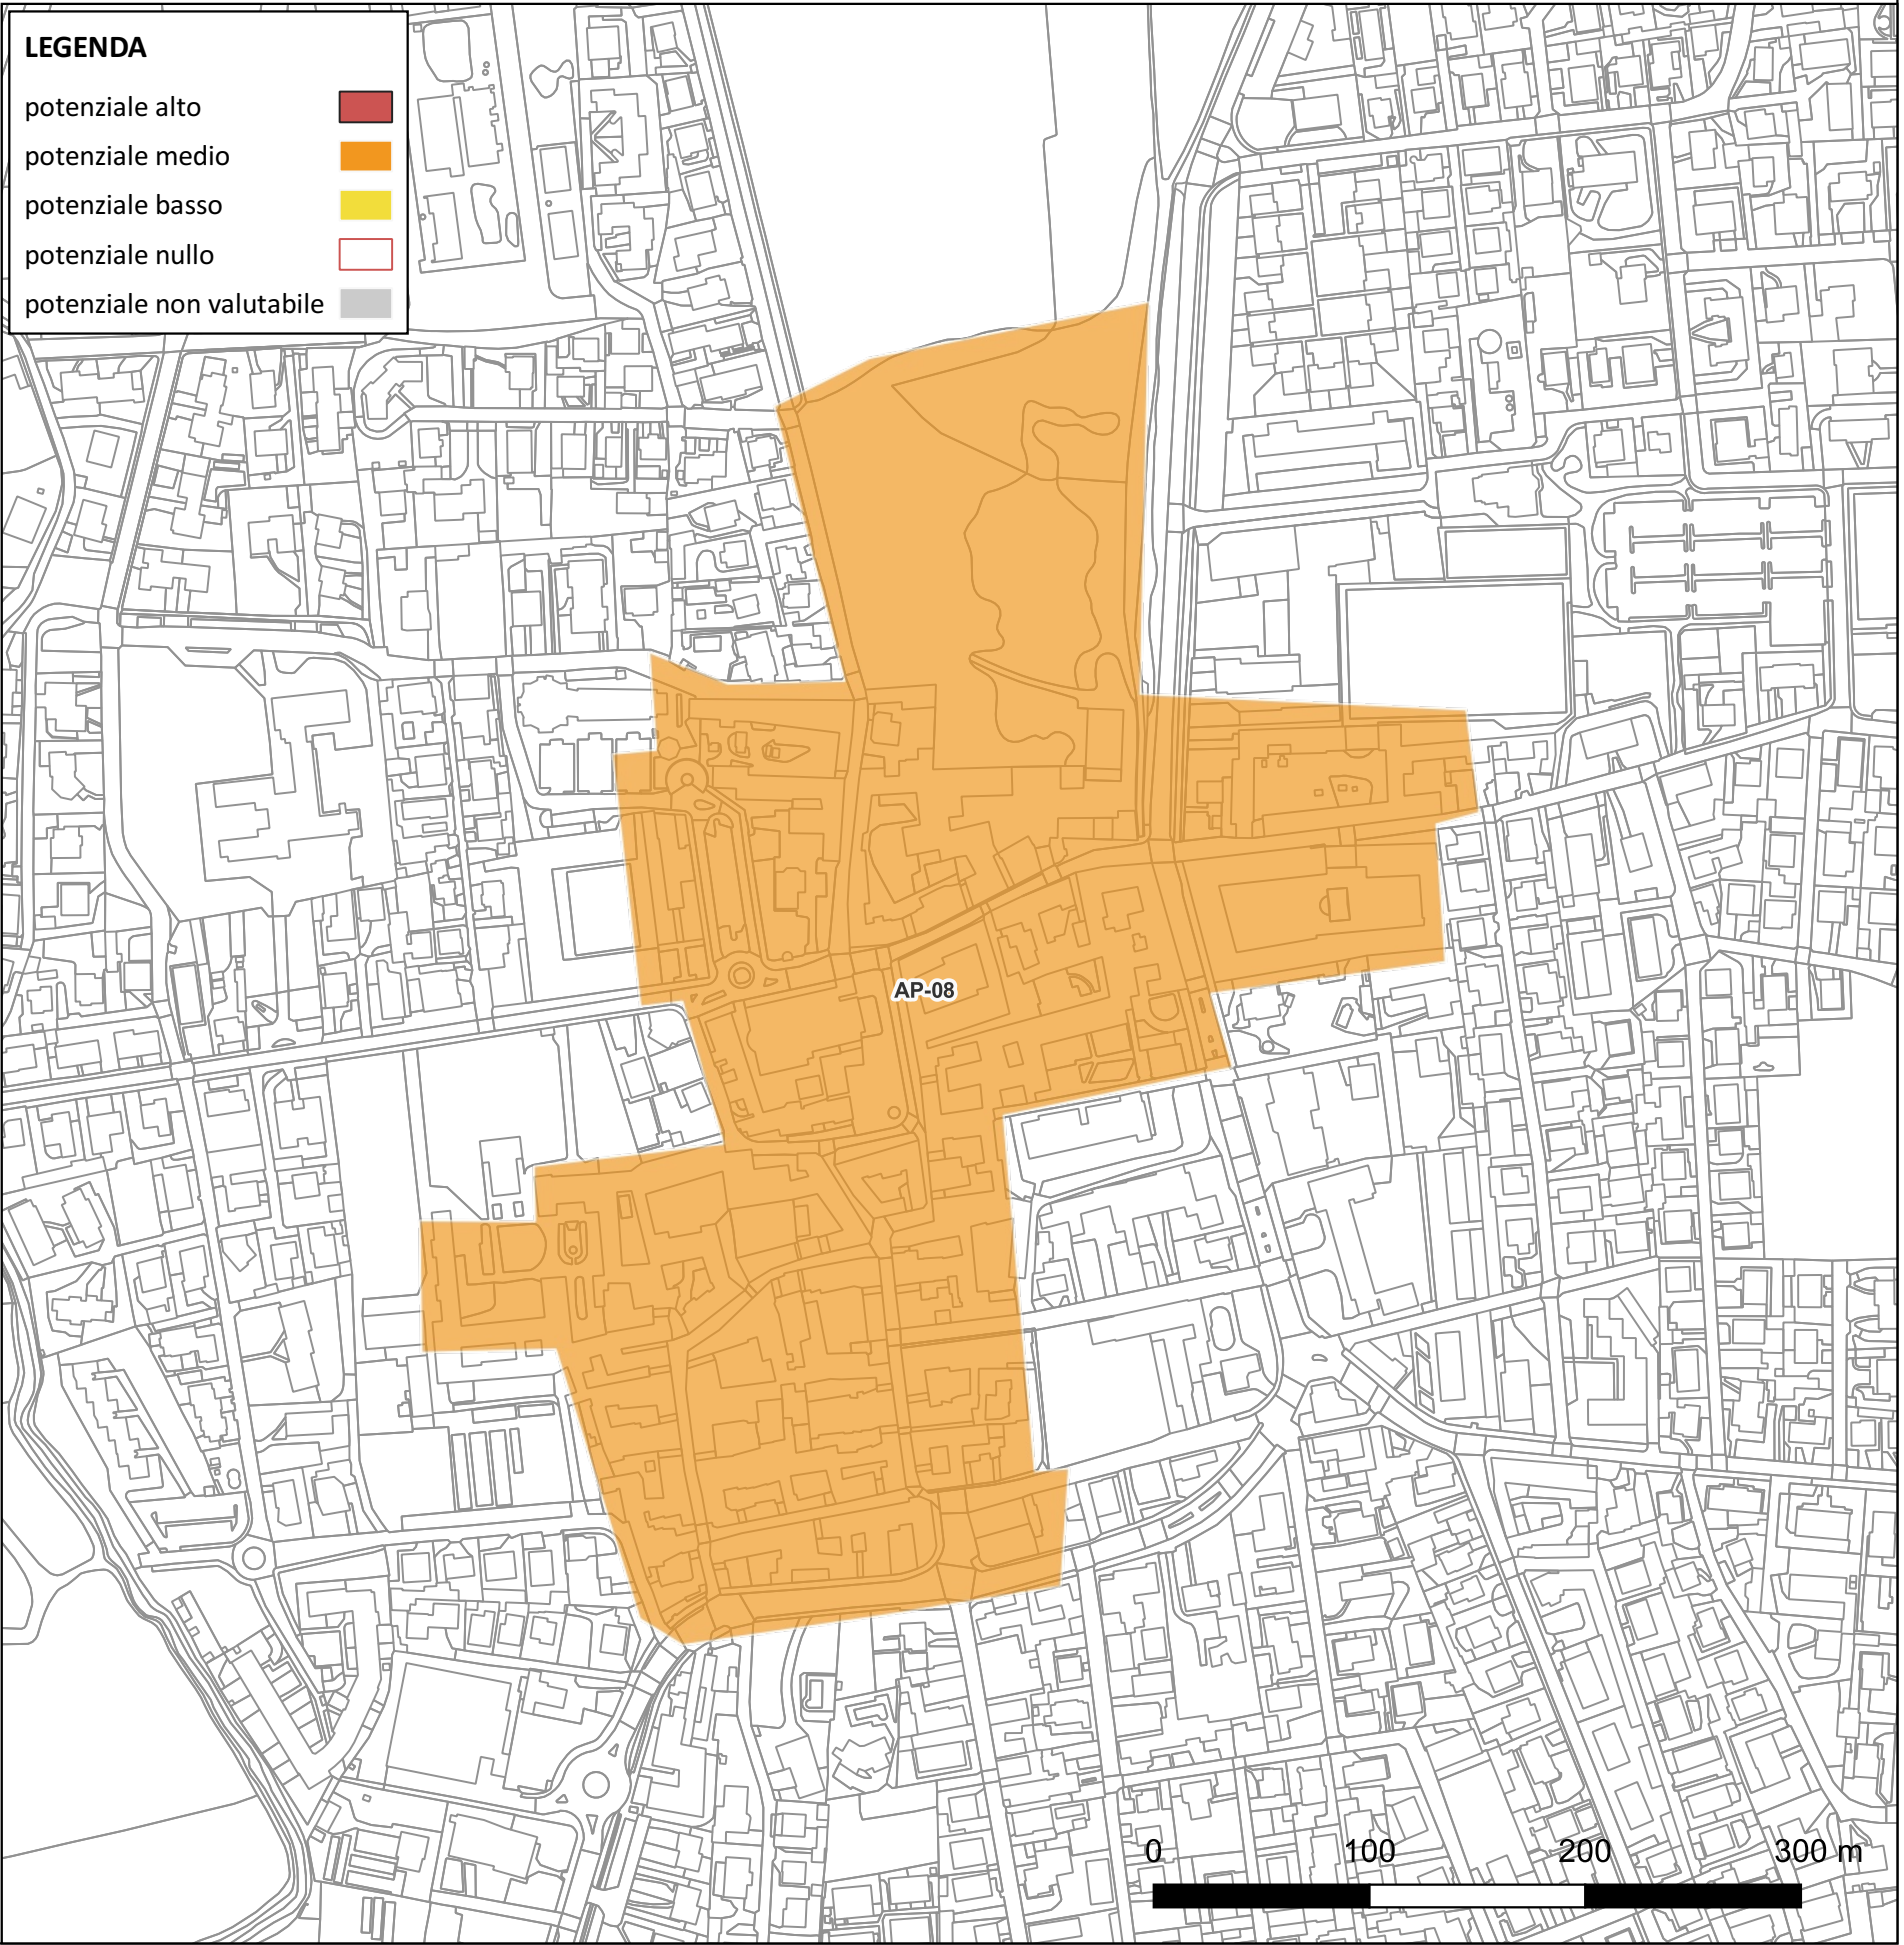 LEGENDA
potenziale alto
potenziale medio
potenziale basso
potenziale nullo
potenziale non valutabile
AP-08
0 100 200 300 m